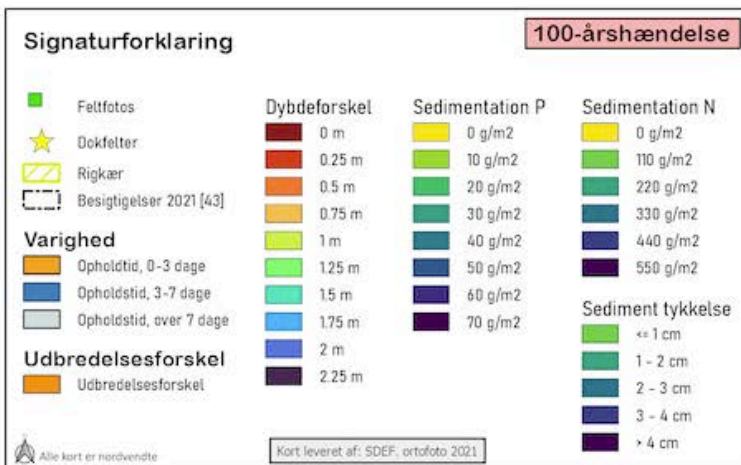 Signaturforklaring
100-årshændelse
Feltfotos
Dokfelter
Rigkær
Besigtigelser 2021 [43]
Varighed
Opholdtid, 0-3 dage
Opholdstid, 3-7 dage
Opholdstid, over 7 dage
Udbredelsesforskel
Udbredelsesforskel
Dybdeforskel
0 m
0.25 m
0.5 m
0.75 m
1 m
1.25 m
1.5 m
1.75 m
2 m
2.25 m
Sedimentation P
0 g/m2
10 g/m2
20 g/m2
30 g/m2
40 g/m2
50 g/m2
60 g/m2
70 g/m2
Sedimentation N
0 g/m2
110 g/m2
220 g/m2
330 g/m2
440 g/m2
550 g/m2
Sediment tykkelse
<= 1 cm
1 - 2 cm
2 - 3 cm
3 - 4 cm
> 4 cm
Alle kort er nordvendte
Kort leveret af: SDEF, ortofoto 2021